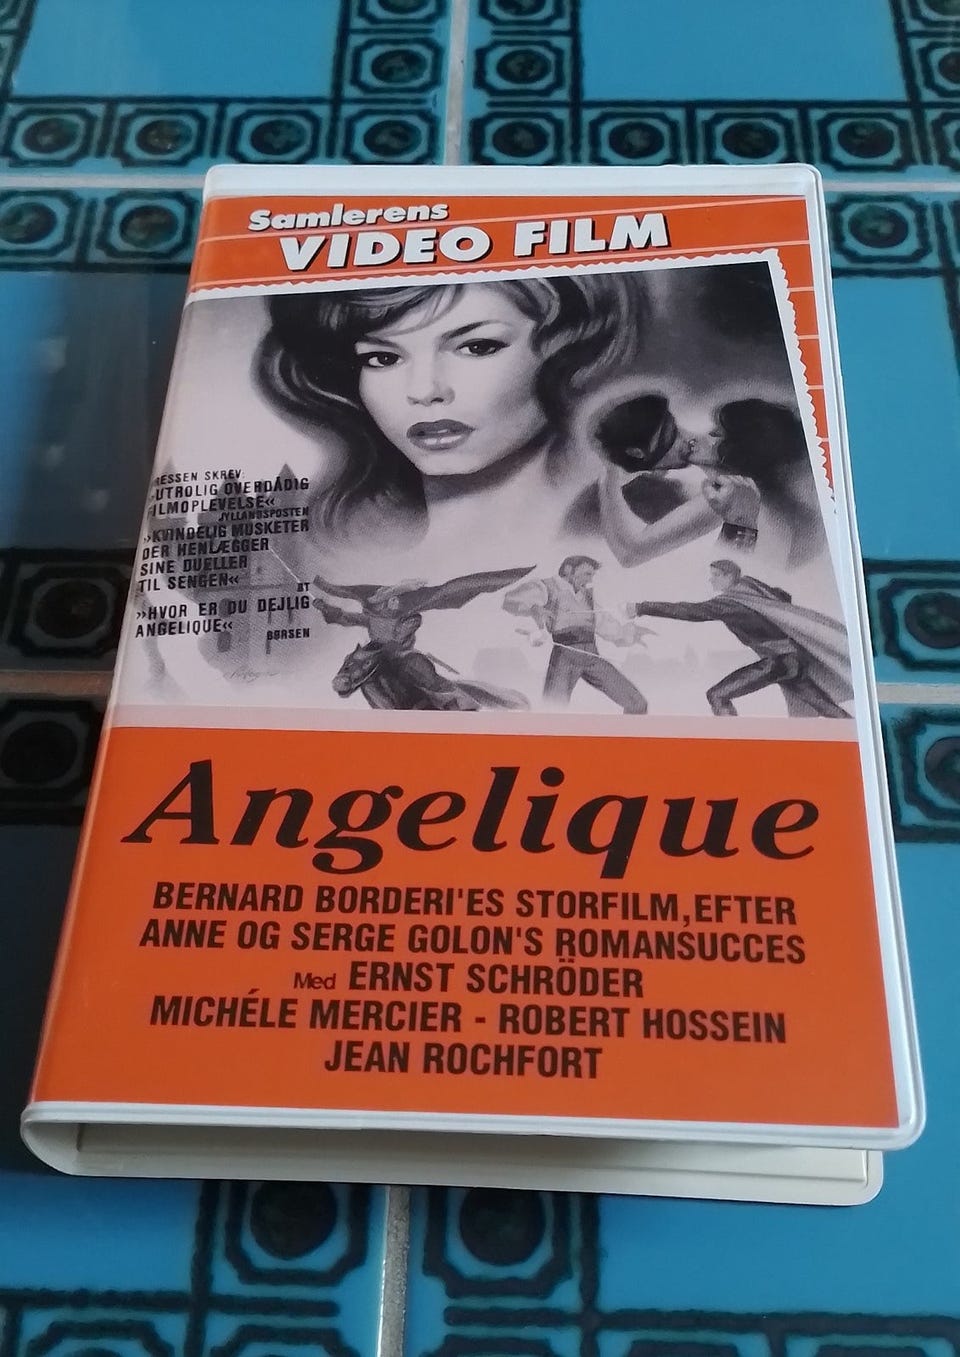 Samlerens
VIDEO FILM
RESSEN SKREV:
»UTROLIG OVERDÅDIG
FILMOPLEVELSE«
JYLLANDSPOSTEN
»KVINDELIG MUSKETER
DER HENLÆGGER
SINE DUELLER
TIL SENGEN«
BT
»HVOR ER DU DEJLIG
ANGELIQUE«
BØRSEN
Angelique
BERNARD BORDERI'ES STORFILM, EFTER
ANNE OG SERGE GOLON'S ROMANSUCCES
Med ERNST SCHRÖDER
MICHÉLE MERCIER - ROBERT HOSSEIN
JEAN ROCHFORT